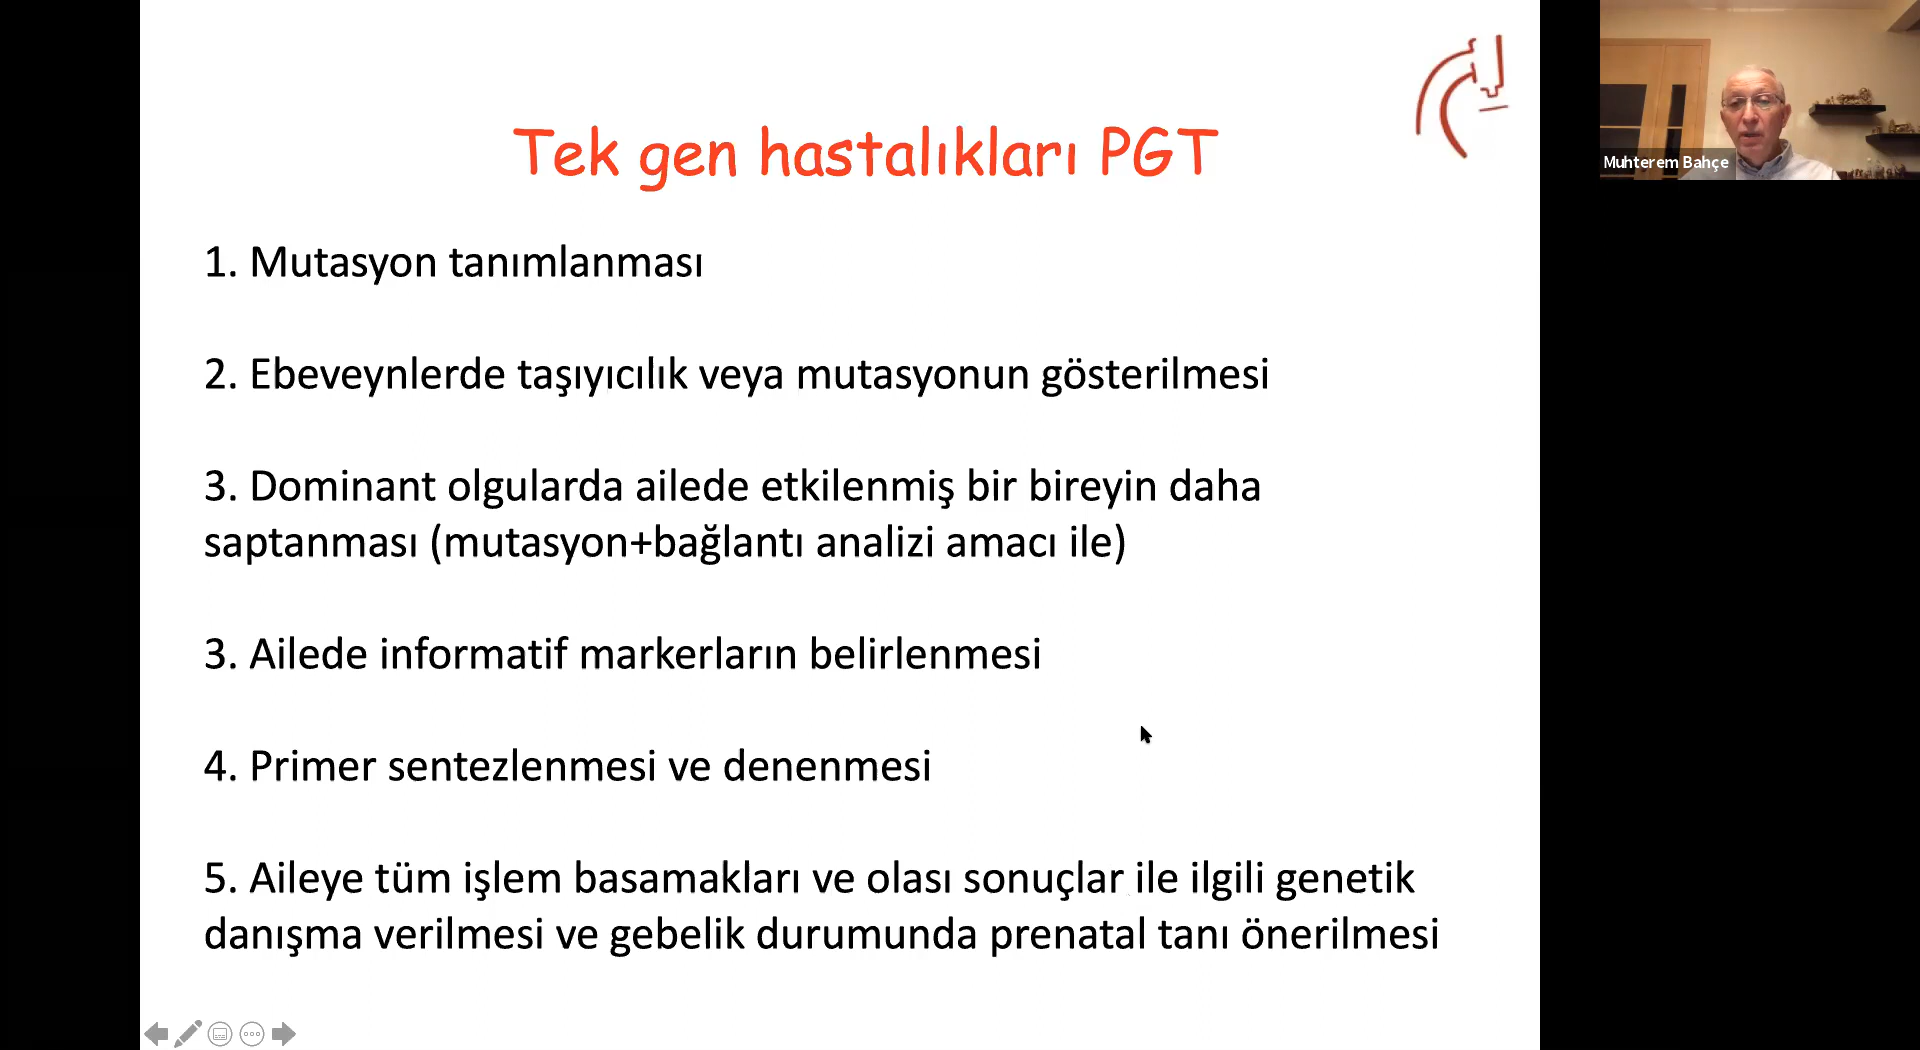 Tek gen hastalıkları PGT
Muhterem Bahçe
1. Mutasyon tanımlanması
2. Ebeveynlerde taşıyıcılık veya mutasyonun gösterilmesi
3. Dominant olgularda ailede etkilenmiş bir bireyin daha
saptanması (mutasyon+bağlantı analizi amacı ile)
3. Ailede informatif markerların belirlenmesi
4. Primer sentezlenmesi ve denenmesi
5. Aileye tüm işlem basamakları ve olası sonuçlar ile ilgili genetik
danışma verilmesi ve gebelik durumunda prenatal tanı önerilmesi